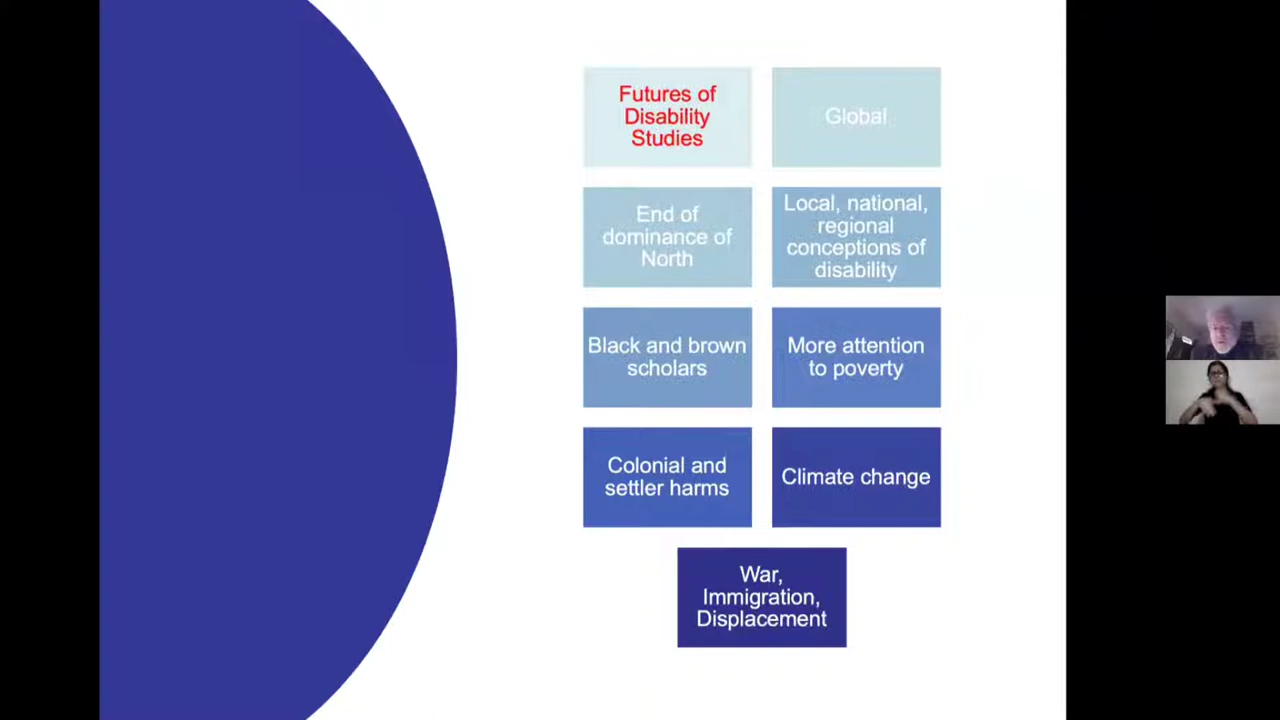 Futures of
Disability
Studies
Global
End of
dominance of
North
Local, national,
regional
conceptions of
disability
Black and brown
scholars
More attention
to poverty
Colonial and
settler harms
Climate change
War,
Immigration,
Displacement